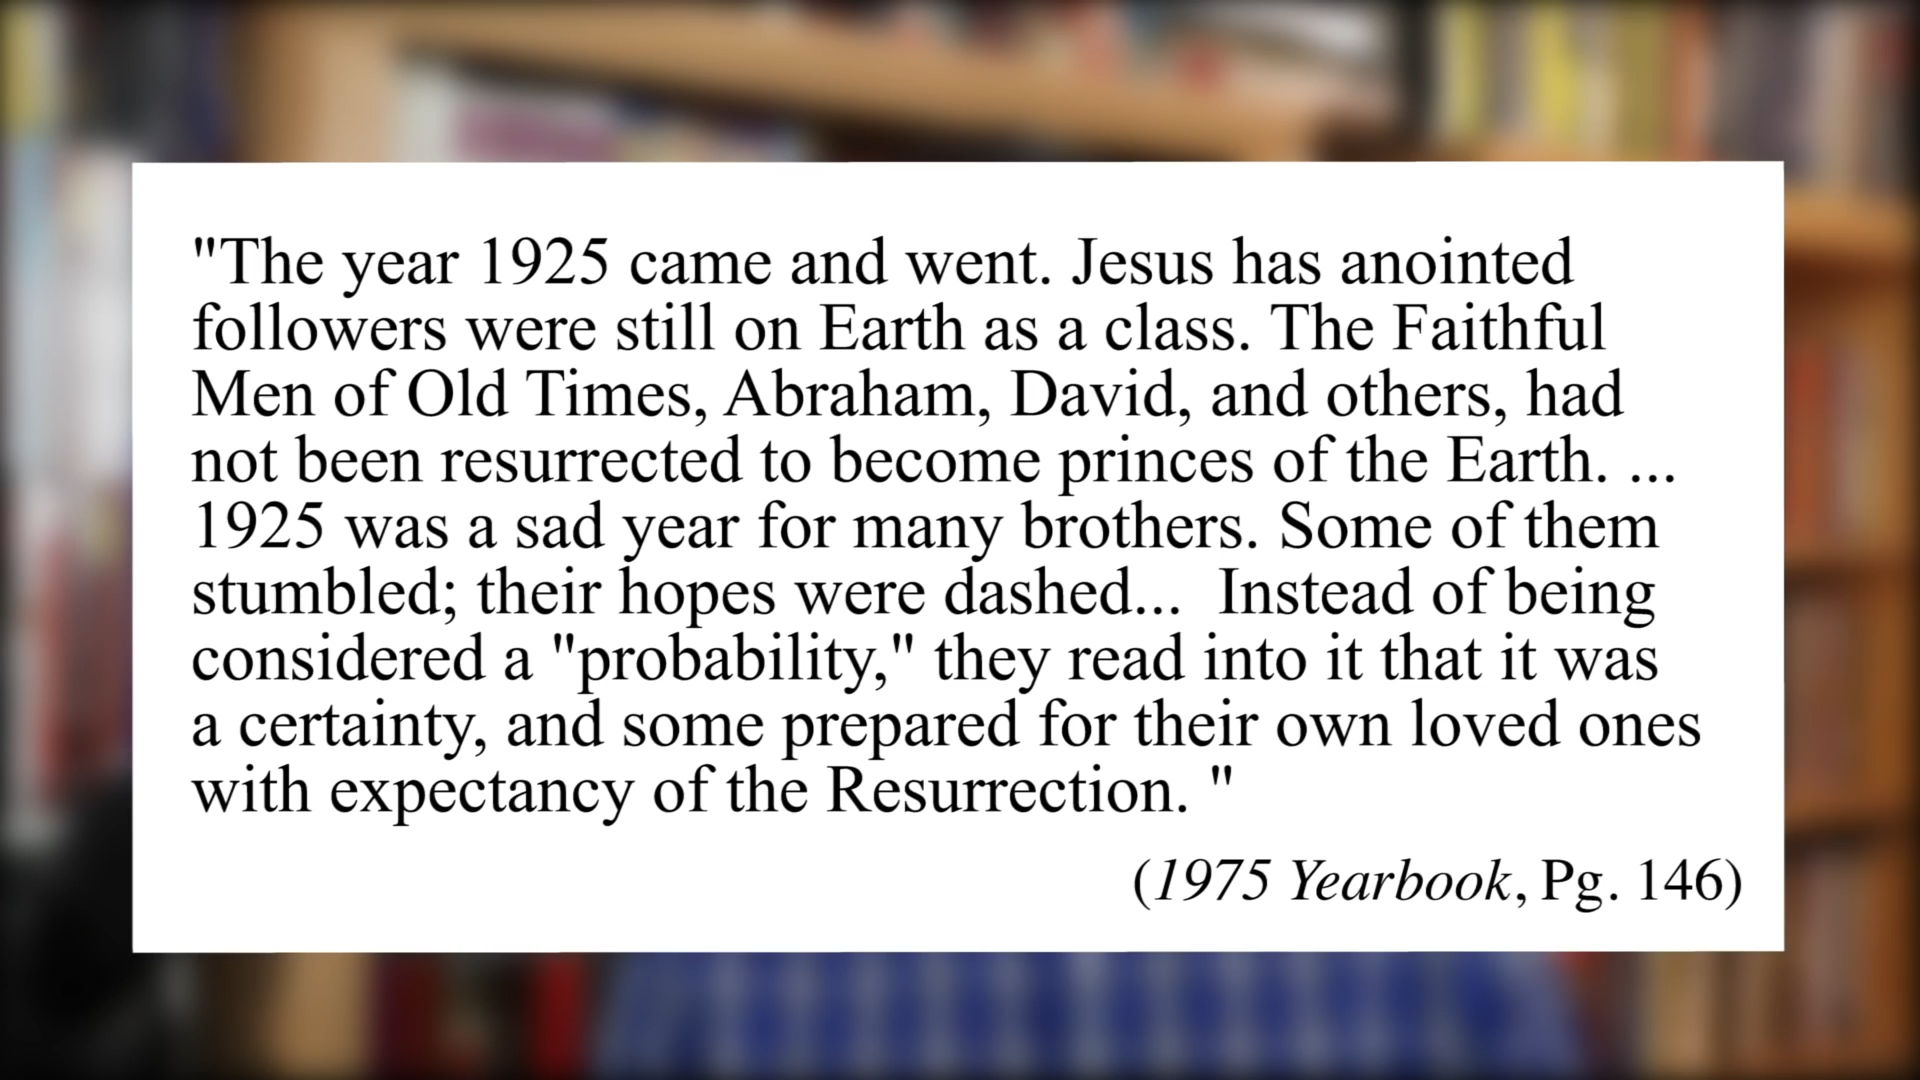 "The year 1925 came and went. Jesus has anointed
followers were still on Earth as a class. The Faithful
Men of Old Times, Abraham, David, and others, had
not been resurrected to become princes of the Earth. ...
1925 was a sad year for many brothers. Some of them
stumbled; their hopes were dashed...  Instead of being
considered a "probability," they read into it that it was
a certainty, and some prepared for their own loved ones
with expectancy of the Resurrection. "
(1975 Yearbook, Pg. 146)